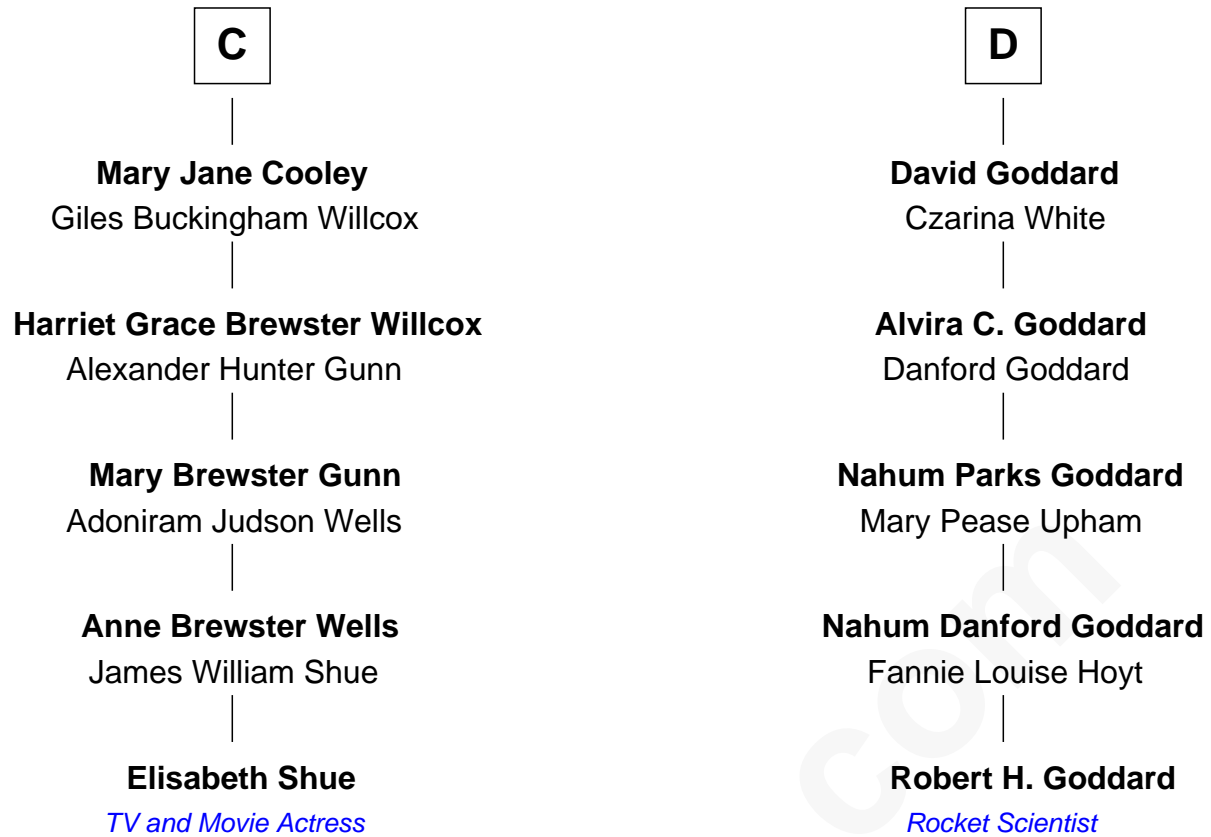 C
Mary Jane Cooley
Giles Buckingham Willcox
Harriet Grace Brewster Willcox
Alexander Hunter Gunn
Mary Brewster Gunn
Adoniram Judson Wells
Anne Brewster Wells
James William Shue
Elisabeth Shue
TV and Movie Actress
D
David Goddard
Czarina White
Alvira C. Goddard
Danford Goddard
Nahum Parks Goddard
Mary Pease Upham
Nahum Danford Goddard
Fannie Louise Hoyt
Robert H. Goddard
Rocket Scientist
com